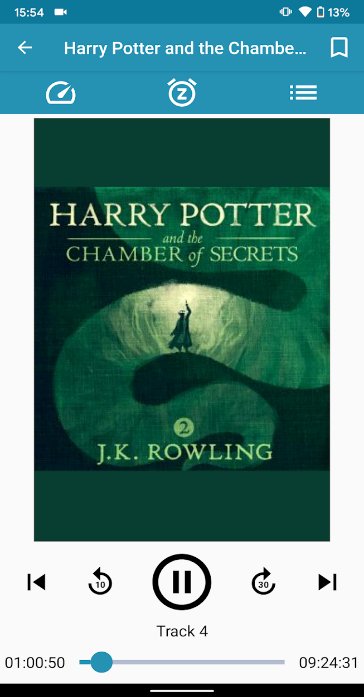 15:54
13%
Harry Potter and the Chambe...
Z
HARRY POTTER
and the
CHAMBER of SECRETS
2
J.K. ROWLING
10
30
Track 4
01:00:50
09:24:31